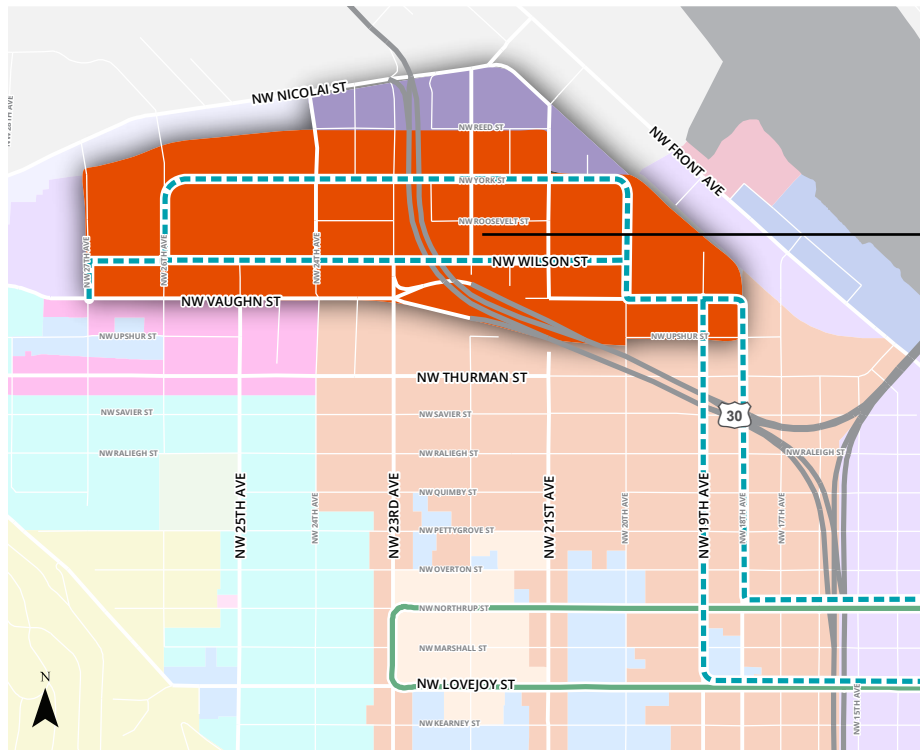 NW NICOLAI ST
NW 28TH AVE
NW REED ST
NW FRONT AVE
NW YORK ST
NW ROOSEVELT ST
NW 27TH AVE
NW 26TH AVE
NW 24TH AVE
NW WILSON ST
NW VAUGHN ST
NW UPSHUR ST
NW UPSHUR ST
NW THURMAN ST
NW SAVIER ST
NW SAVIER ST
30
NW RALIEGH ST
NW RALIEGH ST
NW RALEIGH ST
NW 25TH AVE
NW 24TH AVE
NW 23RD AVE
NW QUIMBY ST
NW 21ST AVE
NW 20TH AVE
NW 19TH AVE
NW 18TH AVE
NW 17TH AVE
NW PETTYGROVE ST
NW OVERTON ST
NW NORTHRUP ST
NW MARSHALL ST
N
NW LOVEJOY ST
NW 15TH AVE
NW KEARNEY ST